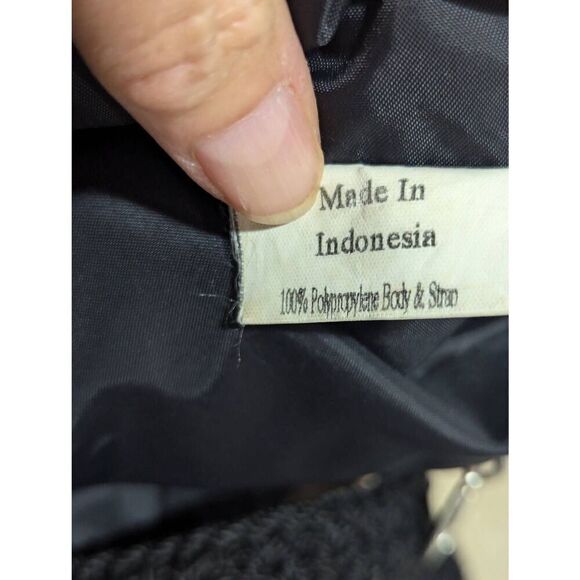 Made In
Indonesia
100% Polypropylene Body & Strap